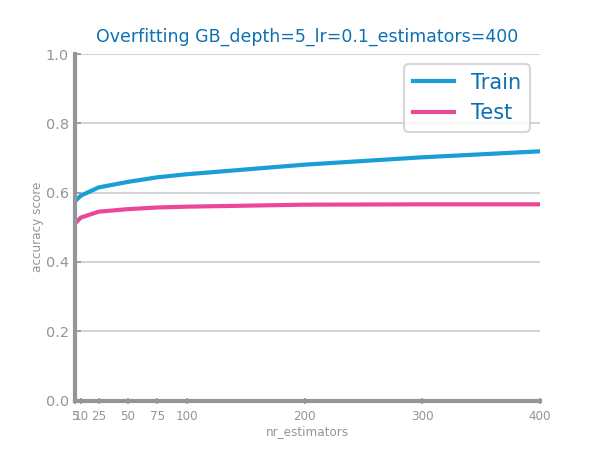 Overfitting GB_depth=5_lr=0.1_estimators=400
Train
Test
accuracy score
1.0
0.8
0.6
0.4
0.2
0.0
5 10 25 50 75 100 200 300 400
nr_estimators